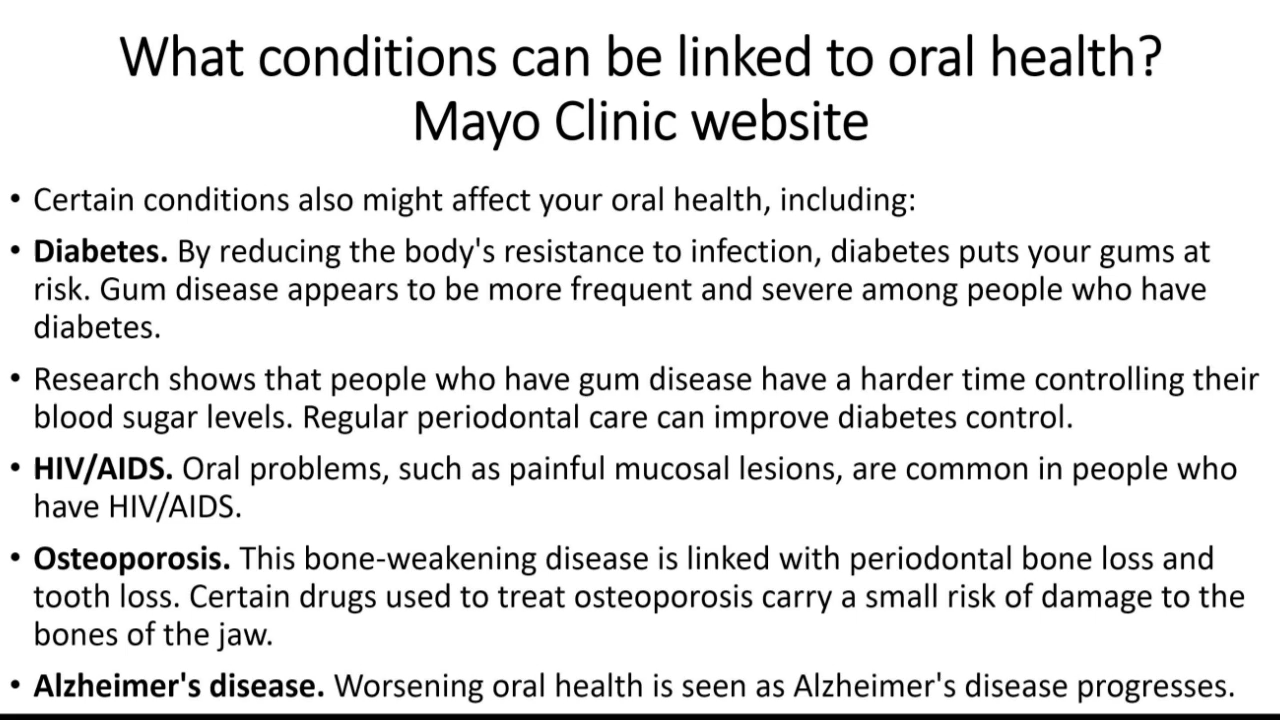 What conditions can be linked to oral health?
Mayo Clinic website
• Certain conditions also might affect your oral health, including:
• Diabetes. By reducing the body's resistance to infection, diabetes puts your gums at
risk. Gum disease appears to be more frequent and severe among people who have
diabetes.
• Research shows that people who have gum disease have a harder time controlling their
blood sugar levels. Regular periodontal care can improve diabetes control.
• HIV/AIDS. Oral problems, such as painful mucosal lesions, are common in people who
have HIV/AIDS.
• Osteoporosis. This bone-weakening disease is linked with periodontal bone loss and
tooth loss. Certain drugs used to treat osteoporosis carry a small risk of damage to the
bones of the jaw.
• Alzheimer's disease. Worsening oral health is seen as Alzheimer's disease progresses.